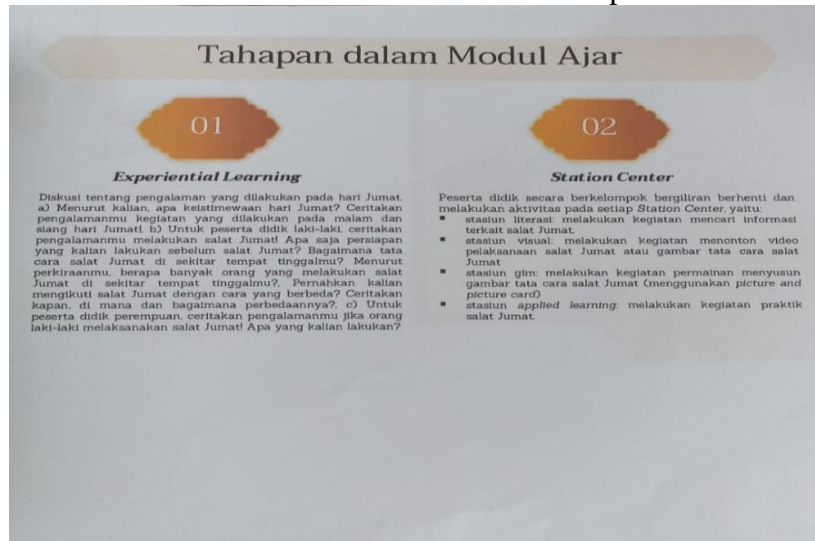 Tahapan dalam Modul Ajar
01
Experiential Learning
Diskusi tentang pengalaman yang dilakukan pada hari Jumat.
a) Menurut kalian, apa keistimewaan hari Jumat? Ceritakan
pengalamanmu kegiatan yang dilakukan pada malam dan
siang hari Jumat!. b) Untuk peserta didik laki-laki, ceritakan
pengalamanmu melakukan salat Jumat! Apa saja persiapan
yang kalian lakukan sebelum salat Jumat? Bagaimana tata
cara salat Jumat di sekitar tempat tinggalmu? Menurut
perkiraanmu, berapa banyak orang yang melakukan salat
Jumat di sekitar tempat tinggalmu?, Pernahkan kalian
mengikuti salat Jumat dengan cara yang berbeda? Ceritakan
kapan, di mana dan bagaimana perbedaannya?, c) Untuk
peserta didik perempuan, ceritakan pengalamanmu jika orang
laki-laki melaksanakan salat Jumat! Apa yang kalian lakukan?
02
Station Center
Peserta didik secara berkelompok bergiliran berhenti dan
melakukan aktivitas pada setiap Station Center, yaitu:
▪ stasiun literasi: melakukan kegiatan mencari informasi
terkait salat Jumat,
▪ stasiun visual: melakukan kegiatan menonton video
pelaksanaan salat Jumat atau gambar tata cara salat
Jumat
▪ stasiun gim: melakukan kegiatan permainan menyusun
gambar tata cara salat Jumat (menggunakan picture and
picture card)
▪ stasiun applied learning: melakukan kegiatan praktik
salat Jumat.